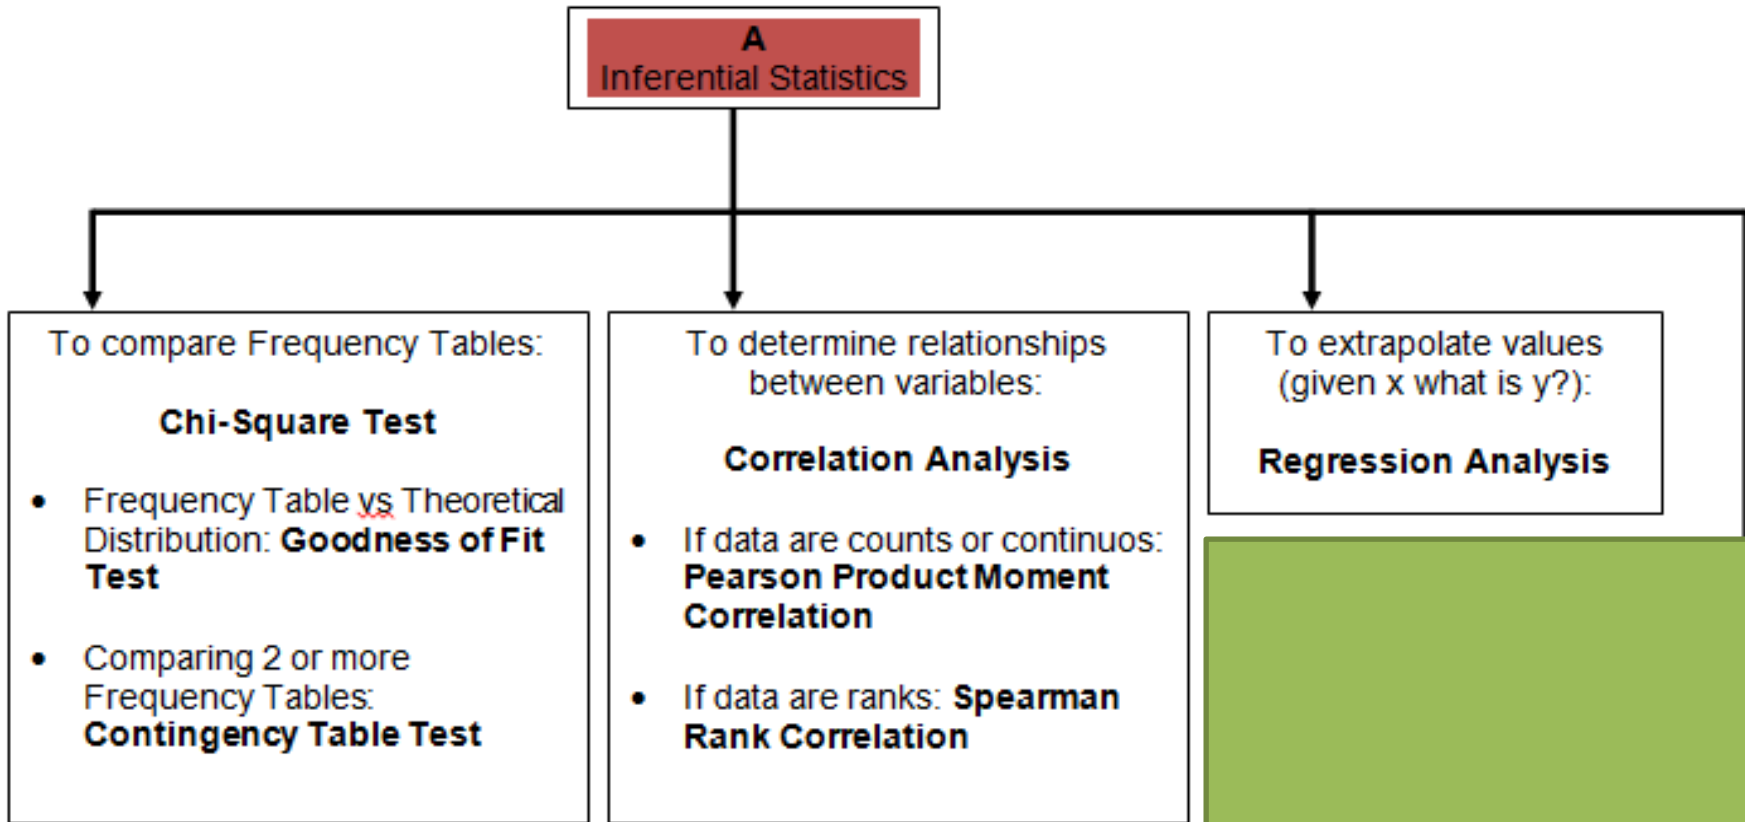 A
Inferential Statistics
To compare Frequency Tables:
Chi-Square Test
• Frequency Table vs Theoretical
Distribution: Goodness of Fit
Test
• Comparing 2 or more
Frequency Tables:
Contingency Table Test
To determine relationships
between variables:
Correlation Analysis
• If data are counts or continuos:
Pearson Product Moment
Correlation
• If data are ranks: Spearman
Rank Correlation
To extrapolate values
(given x what is y?):
Regression Analysis